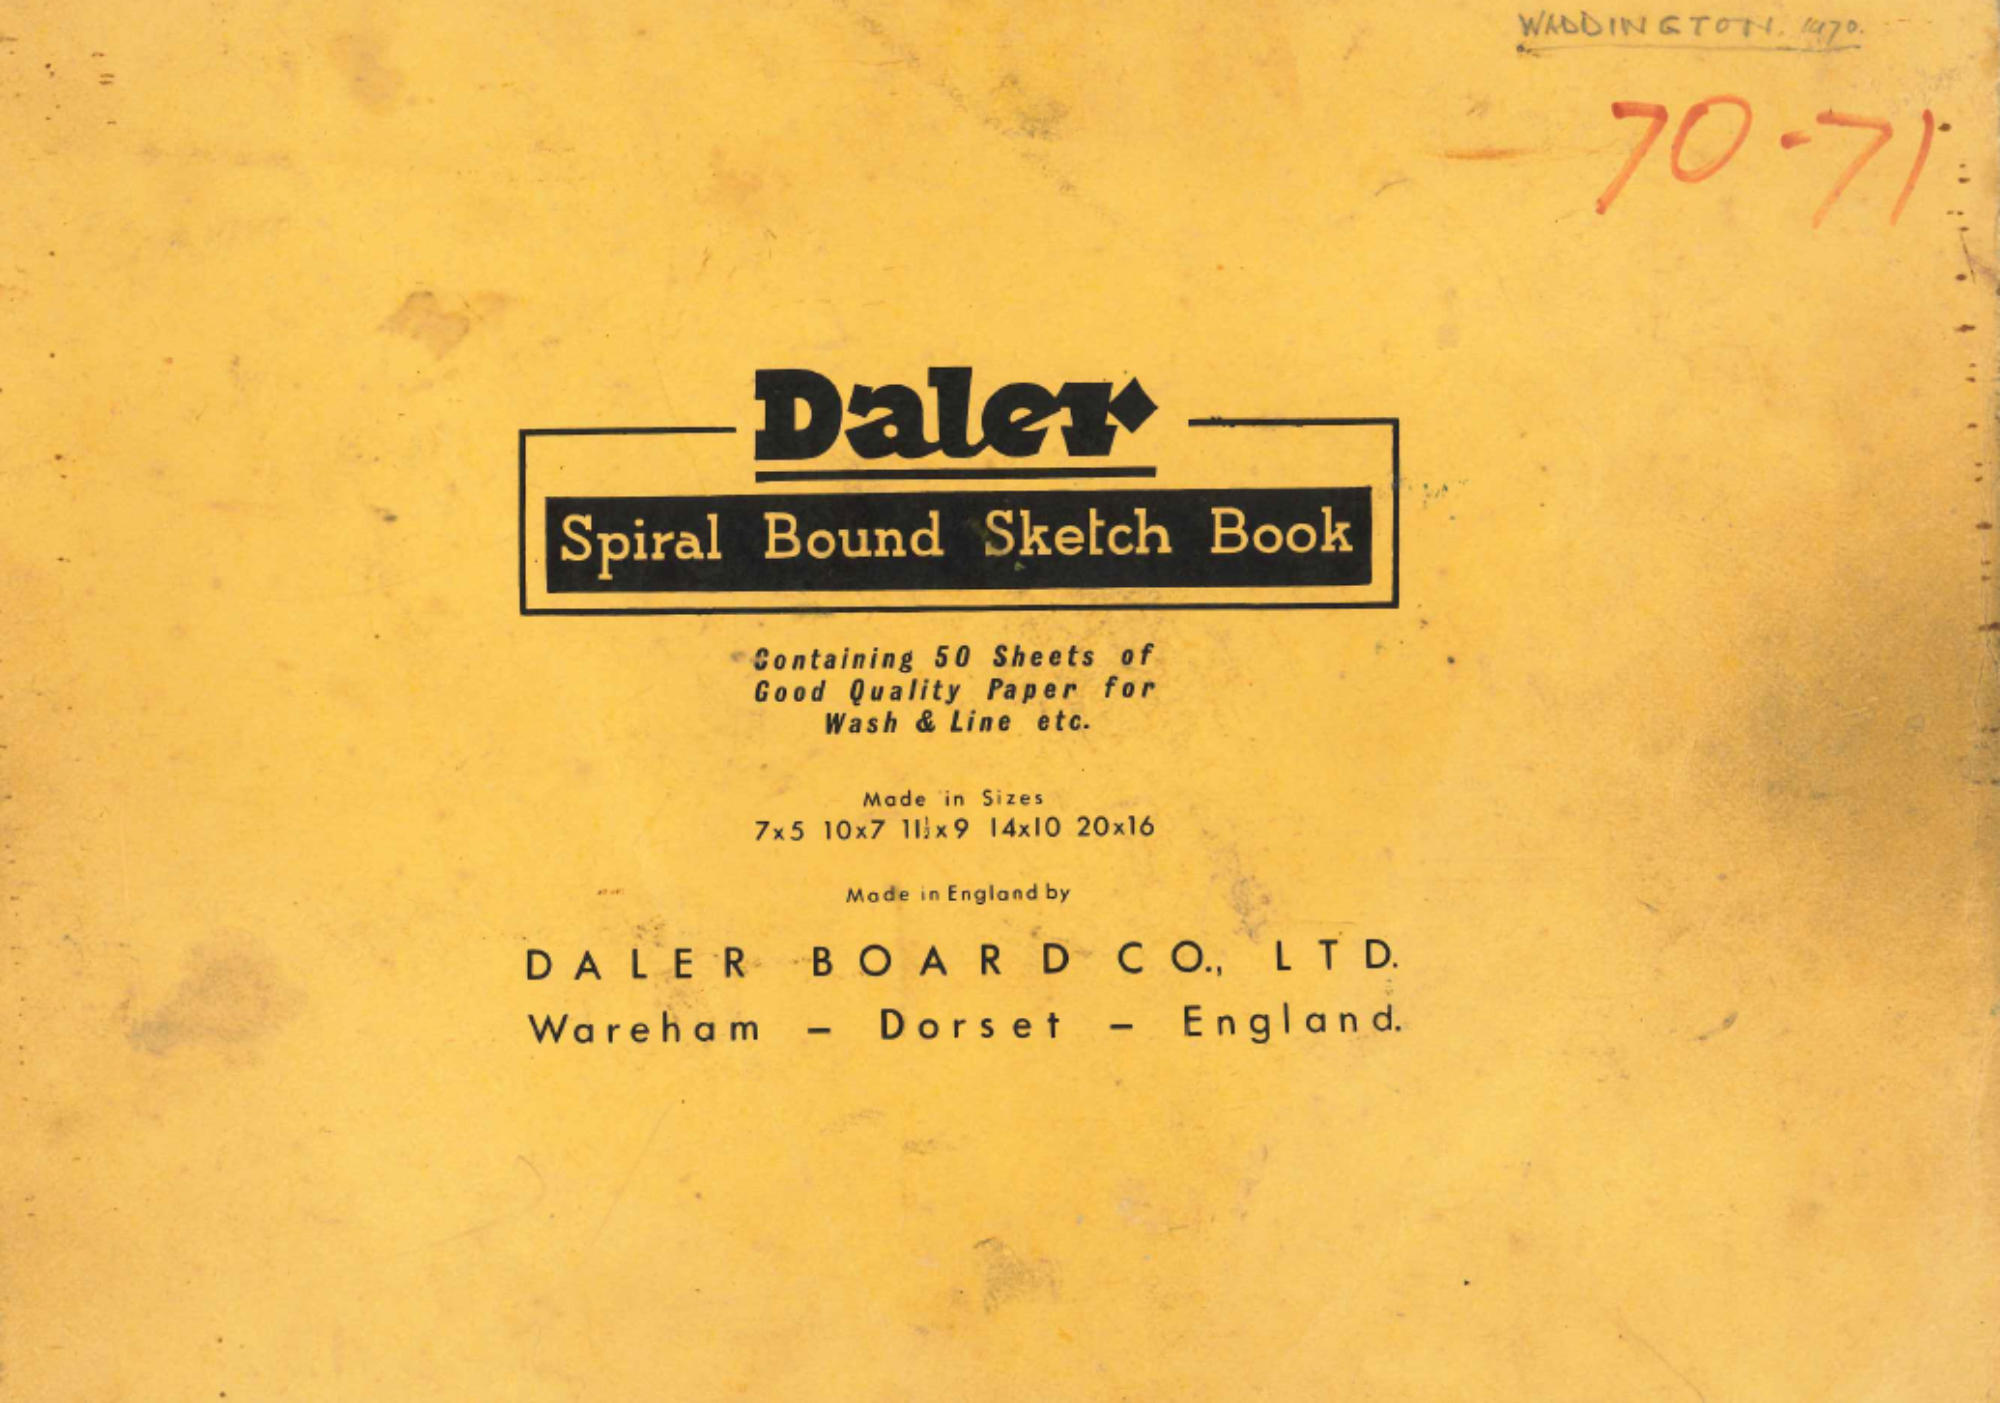 WADDINGTON. 1970.
70-71
Daler
Spiral Bound Sketch Book
Containing 50 Sheets of
Good Quality Paper for
Wash & Line etc.
Made in Sizes
7x5 10x7 11½x9 14x10 20x16
Made in England by
DALER BOARD CO., LTD.
Wareham – Dorset – England.